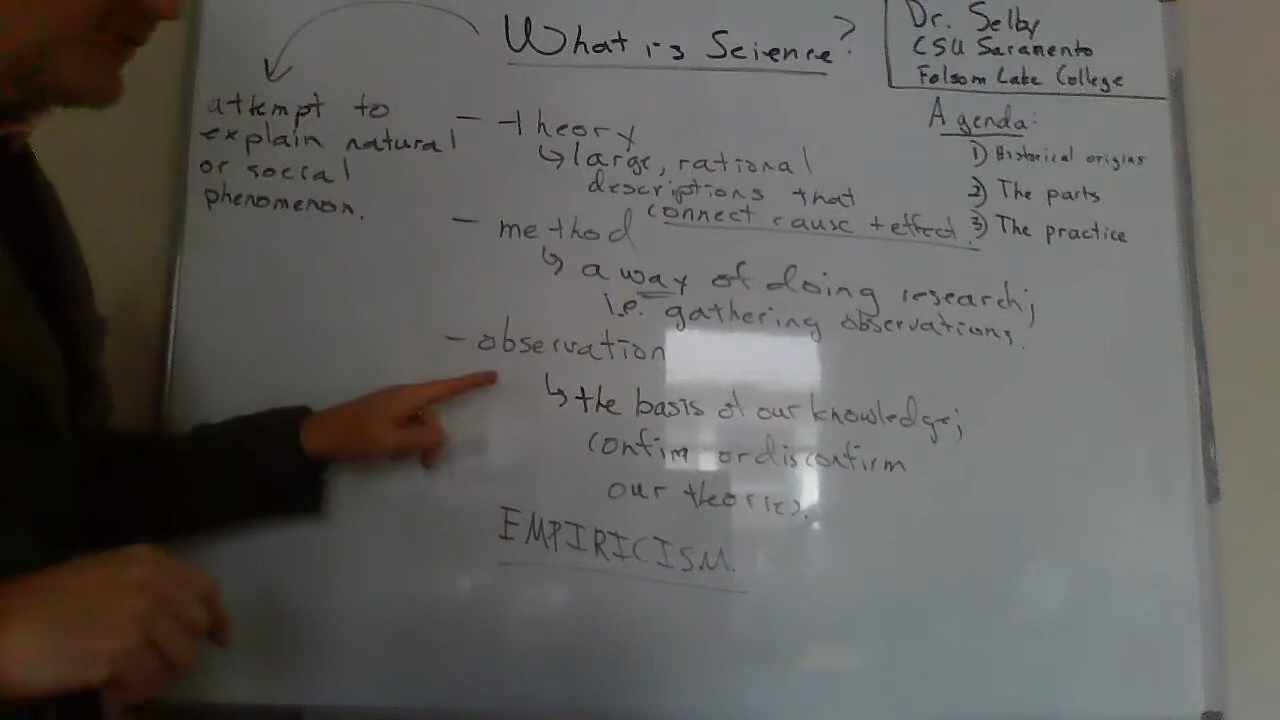 What is Science?
Dr. Selby
CSU Saramento
Folsom Lake College
attempt to
explain natural
or social
phenomenon.
- theory
↳ large, rational
descriptions that
connect cause + effect.
- method
↳ a way of doing research;
i.e. gathering observations.
- observation
↳ the basis of our knowledge;
confirm or disconfirm
our theories.
EMPIRICISM.
Agenda:
1) Historical origins
2) The parts
3) The practice